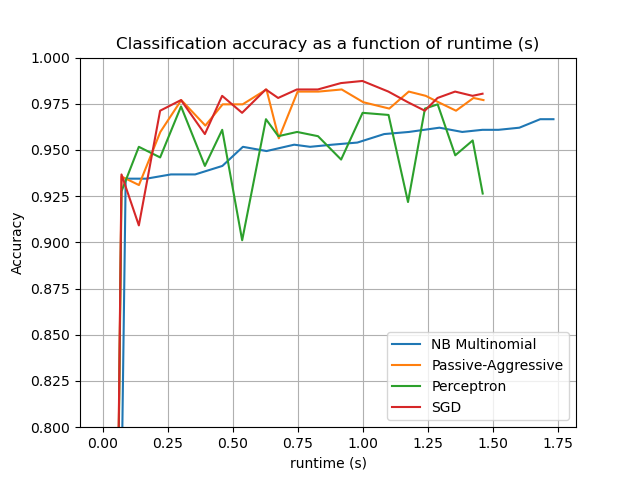 Classification accuracy as a function of runtime (s)
Accuracy
1.000
0.975
0.950
0.925
0.900
0.875
0.850
0.825
0.800
NB Multinomial
Passive-Aggressive
Perceptron
SGD
0.00 0.25 0.50 0.75 1.00 1.25 1.50 1.75
runtime (s)